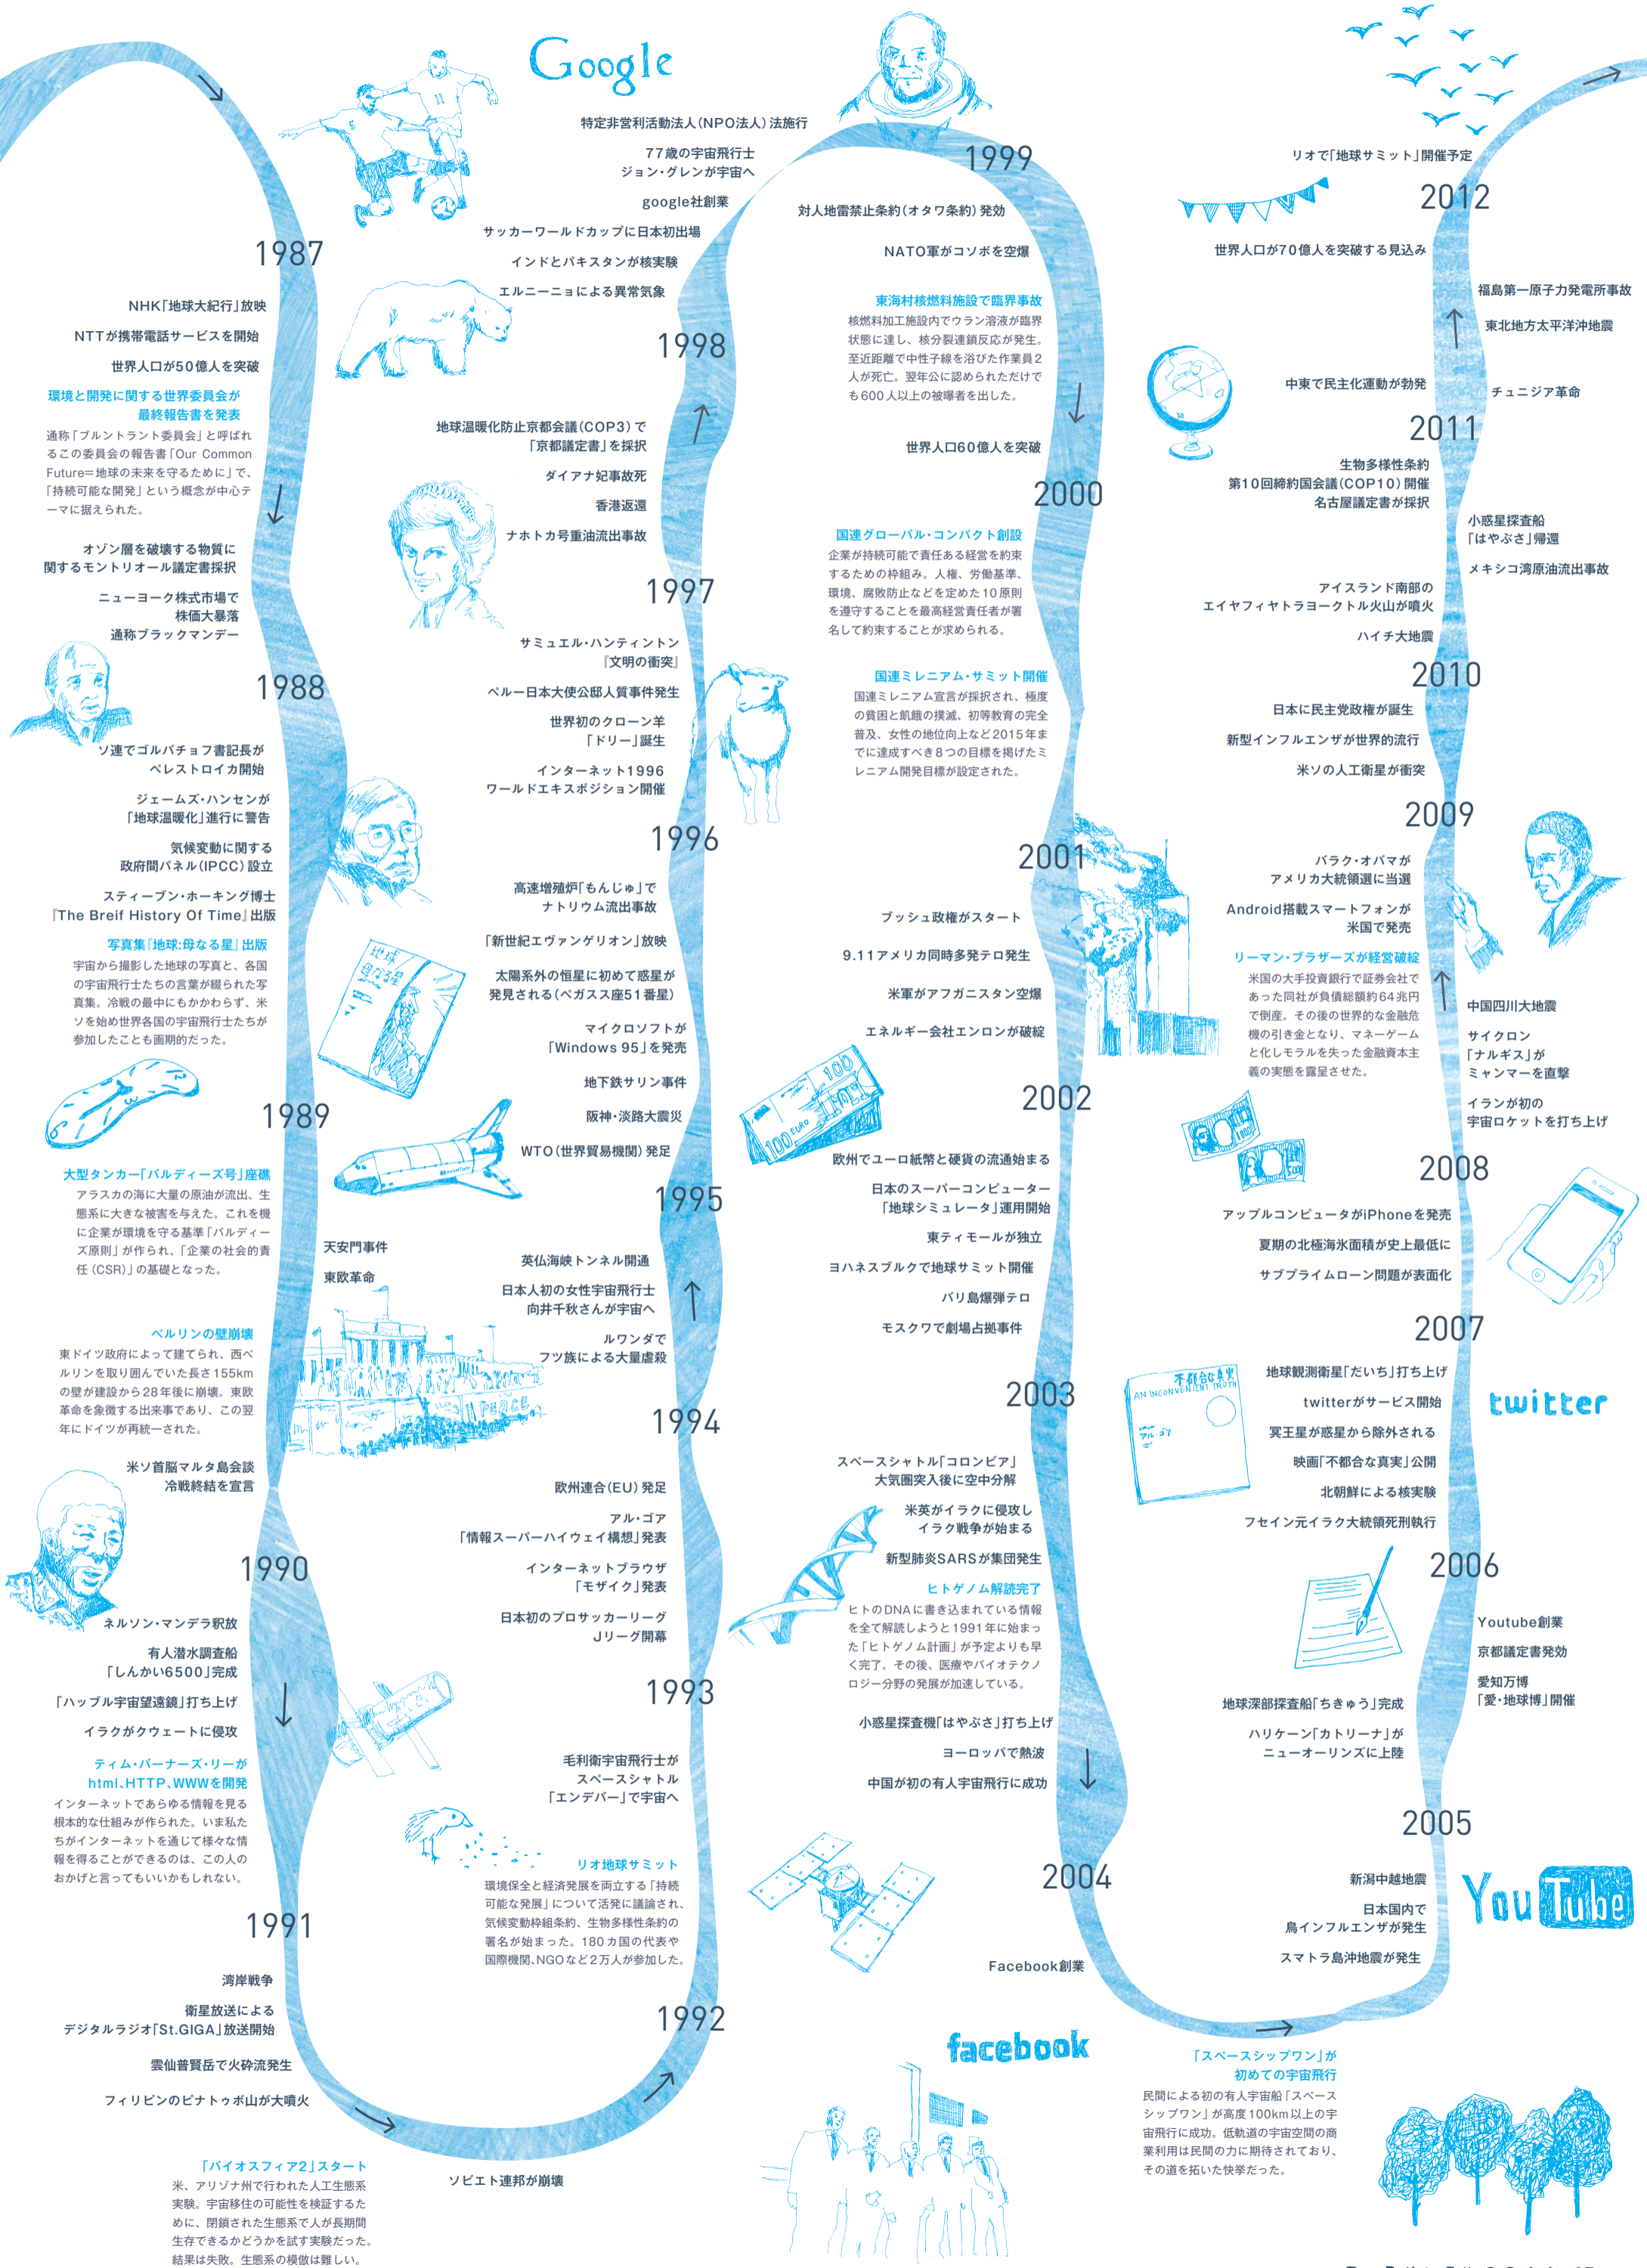 1987
NHK「地球大紀行」放映
NTTが携帯電話サービスを開始
世界人口が50億人を突破
環境と開発に関する世界委員会が
最終報告書を発表
通称「ブルントラント委員会」と呼ばれ
るこの委員会の報告書「Our Common
Future=地球の未来を守るために」で、
「持続可能な開発」という概念が中心テ
ーマに据えられた。
オゾン層を破壊する物質に
関するモントリオール議定書採択
ニューヨーク株式市場で
株価大暴落
通称ブラックマンデー
1988
ソ連でゴルバチョフ書記長が
ペレストロイカ開始
ジェームズ・ハンセンが
「地球温暖化」進行に警告
気候変動に関する
政府間パネル(IPCC)設立
スティーブン・ホーキング博士
『The Breif History Of Time』出版
写真集『地球:母なる星』出版
宇宙から撮影した地球の写真と、各国
の宇宙飛行士たちの言葉が綴られた写
真集。冷戦の最中にもかかわらず、米
ソを始め世界各国の宇宙飛行士たちが
参加したことも画期的だった。
地球
母なる星
1989
大型タンカー「バルディーズ号」座礁
アラスカの海に大量の原油が流出、生
態系に大きな被害を与えた。これを機
に企業が環境を守る基準「バルディー
ズ原則」が作られ、「企業の社会的責
任(CSR)」の基礎となった。
天安門事件
東欧革命
ベルリンの壁崩壊
東ドイツ政府によって建てられ、西ベ
ルリンを取り囲んでいた長さ155km
の壁が建設から28年後に崩壊。東欧
革命を象徴する出来事であり、この翌
年にドイツが再統一された。
PEACE
米ソ首脳マルタ島会談
冷戦終結を宣言
1990
ネルソン・マンデラ釈放
有人潜水調査船
「しんかい6500」完成
「ハッブル宇宙望遠鏡」打ち上げ
イラクがクウェートに侵攻
ティム・バーナーズ・リーが
html、HTTP、WWWを開発
インターネットであらゆる情報を見る
根本的な仕組みが作られた。いま私た
ちがインターネットを通じて様々な情
報を得ることができるのは、この人の
おかげと言ってもいいかもしれない。
1991
湾岸戦争
衛星放送による
デジタルラジオ「St.GIGA」放送開始
雲仙普賢岳で火砕流発生
フィリピンのピナトゥボ山が大噴火
「バイオスフィア2」スタート
米、アリゾナ州で行われた人工生態系
実験。宇宙移住の可能性を検証するた
めに、閉鎖された生態系で人が長期間
生存できるかどうかを試す実験だった。
結果は失敗。生態系の模倣は難しい。
ソビエト連邦が崩壊
1992
リオ地球サミット
環境保全と経済発展を両立する「持続
可能な発展」について活発に議論され、
気候変動枠組条約、生物多様性条約の
署名が始まった。180カ国の代表や
国際機関、NGOなど2万人が参加した。
毛利衛宇宙飛行士が
スペースシャトル
「エンデバー」で宇宙へ
1993
欧州連合(EU)発足
アル・ゴア
「情報スーパーハイウェイ構想」発表
インターネットブラウザ
「モザイク」発表
日本初のプロサッカーリーグ
Jリーグ開幕
1994
英仏海峡トンネル開通
日本人初の女性宇宙飛行士
向井千秋さんが宇宙へ
ルワンダで
フツ族による大量虐殺
1995
高速増殖炉「もんじゅ」で
ナトリウム流出事故
「新世紀エヴァンゲリオン」放映
太陽系外の恒星に初めて惑星が
発見される(ペガスス座51番星)
マイクロソフトが
「Windows 95」を発売
地下鉄サリン事件
阪神・淡路大震災
WTO(世界貿易機関)発足
1996
サミュエル・ハンティントン
『文明の衝突』
ペルー日本大使公邸人質事件発生
世界初のクローン羊
「ドリー」誕生
インターネット1996
ワールドエキスポジション開催
1997
地球温暖化防止京都会議(COP3)で
「京都議定書」を採択
ダイアナ妃事故死
香港返還
ナホトカ号重油流出事故
1998
Google
特定非営利活動法人(NPO法人)法施行
77歳の宇宙飛行士
ジョン・グレンが宇宙へ
google社創業
サッカーワールドカップに日本初出場
インドとパキスタンが核実験
エルニーニョによる異常気象
11
1999
対人地雷禁止条約(オタワ条約)発効
NATO軍がコソボを空爆
東海村核燃料施設で臨界事故
核燃料加工施設内でウラン溶液が臨界
状態に達し、核分裂連鎖反応が発生。
至近距離で中性子線を浴びた作業員2
人が死亡。翌年公に認められただけで
も600人以上の被曝者を出した。
世界人口60億人を突破
2000
国連グローバル・コンパクト創設
企業が持続可能で責任ある経営を約束
するための枠組み。人権、労働基準、
環境、腐敗防止などを定めた10原則
を遵守することを最高経営責任者が署
名して約束することが求められる。
国連ミレニアム・サミット開催
国連ミレニアム宣言が採択され、極度
の貧困と飢餓の撲滅、初等教育の完全
普及、女性の地位向上など2015年ま
でに達成すべき8つの目標を掲げたミ
レニアム開発目標が設定された。
2001
ブッシュ政権がスタート
9.11アメリカ同時多発テロ発生
米軍がアフガニスタン空爆
エネルギー会社エンロンが破綻
100
100 EURO
2002
欧州でユーロ紙幣と硬貨の流通始まる
日本のスーパーコンピューター
「地球シミュレータ」運用開始
東ティモールが独立
ヨハネスブルクで地球サミット開催
バリ島爆弾テロ
モスクワで劇場占拠事件
2003
スペースシャトル「コロンビア」
大気圏突入後に空中分解
米英がイラクに侵攻し
イラク戦争が始まる
新型肺炎SARSが集団発生
ヒトゲノム解読完了
ヒトのDNAに書き込まれている情報
を全て解読しようと1991年に始まっ
た「ヒトゲノム計画」が予定よりも早
く完了。その後、医療やバイオテクノ
ロジー分野の発展が加速している。
小惑星探査機「はやぶさ」打ち上げ
ヨーロッパで熱波
中国が初の有人宇宙飛行に成功
2004
Facebook創業
facebook
「スペースシップワン」が
初めての宇宙飛行
民間による初の有人宇宙船「スペース
シップワン」が高度100km以上の宇
宙飛行に成功。低軌道の宇宙空間の商
業利用は民間の力に期待されており、
その道を拓いた快挙だった。
新潟中越地震
日本国内で
鳥インフルエンザが発生
スマトラ島沖地震が発生
YouTube
2005
Youtube創業
京都議定書発効
愛知万博
「愛・地球博」開催
地球深部探査船「ちきゅう」完成
ハリケーン「カトリーナ」が
ニューオーリンズに上陸
2006
地球観測衛星「だいち」打ち上げ
twitterがサービス開始
冥王星が惑星から除外される
映画「不都合な真実」公開
北朝鮮による核実験
フセイン元イラク大統領死刑執行
twitter
不都合な真実
AN INCONVENIENT TRUTH
アル・ゴア
2007
アップルコンピュータがiPhoneを発売
夏期の北極海氷面積が史上最低に
サブプライムローン問題が表面化
2008
バラク・オバマが
アメリカ大統領選に当選
Android搭載スマートフォンが
米国で発売
リーマン・ブラザーズが経営破綻
米国の大手投資銀行で証券会社で
あった同社が負債総額約64兆円
で倒産。その後の世界的な金融危
機の引き金となり、マネーゲーム
と化しモラルを失った金融資本主
義の実態を露呈させた。
中国四川大地震
サイクロン
「ナルギス」が
ミャンマーを直撃
イランが初の
宇宙ロケットを打ち上げ
2009
日本に民主党政権が誕生
新型インフルエンザが世界的流行
米ソの人工衛星が衝突
2010
生物多様性条約
第10回締約国会議(COP10)開催
名古屋議定書が採択
小惑星探査船
「はやぶさ」帰還
メキシコ湾原油流出事故
アイスランド南部の
エイヤフィヤトラヨークトル火山が噴火
ハイチ大地震
2011
世界人口が70億人を突破する見込み
福島第一原子力発電所事故
東北地方太平洋沖地震
中東で民主化運動が勃発
チュニジア革命
2012
リオで「地球サミット」開催予定